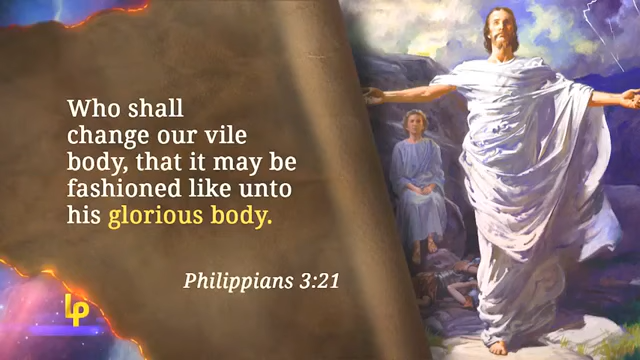 Who shall
change our vile
body, that it may be
fashioned like unto
his glorious body.
Philippians 3:21
LP